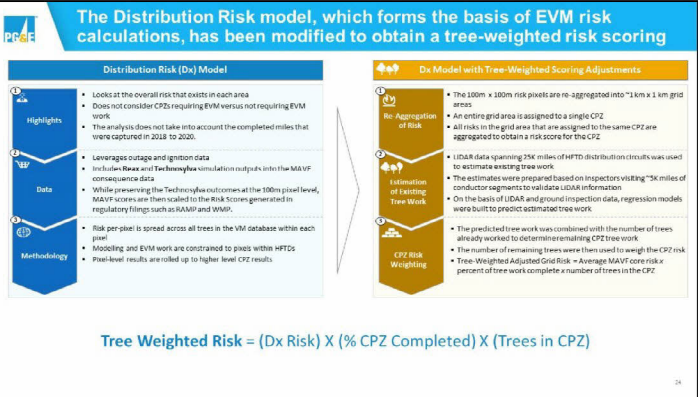 PG&E
The Distribution Risk model, which forms the basis of EVM risk
calculations, has been modified to obtain a tree-weighted risk scoring
Distribution Risk (Dx) Model
1
Highlights
▪ Looks at the overall risk that exists in each area
▪ Does not consider CPZs requiring EVM versus not requiring EVM
work
▪ The analysis does not take into account the completed miles that
were captured in 2018 to 2020.
2
Data
▪ Leverages outage and ignition data
▪ Includes Reax and Technosylva simulation outputs into the MAVF
consequence data
▪ While preserving the Technosylva outcomes at the 100m pixel level,
MAVF scores are then scaled to the Risk Scores generated in
regulatory filings such as RAMP and WMP.
3
Methodology
▪ Risk per-pixel is spread across all trees in the VM database within each
pixel
▪ Modelling and EVM work are constrained to pixels within HFTDs
▪ Pixel-level results are rolled up to higher level CPZ results
Dx Model with Tree-Weighted Scoring Adjustments
1
Re-Aggregation
of Risk
▪ The 100m x 100m risk pixels are re-aggregated into ~1km x 1km grid
areas
▪ An entire grid area is assigned to a single CPZ
▪ All risks in the grid area that are assigned to the same CPZ are
aggregated to obtain a risk score for the CPZ
2
Estimation
of Existing
Tree Work
▪ LIDAR data spanning 25K miles of HFTD distribution circuits was used
to estimate existing tree work
▪ The estimates were prepared based on inspectors visiting ~5K miles of
conductor segments to validate LIDAR information
▪ On the basis of LIDAR and ground inspection data, regression models
were built to predict estimated tree work
3
CPZ Risk
Weighting
▪ The predicted tree work was combined with the number of trees
already worked to determine remaining CPZ tree work
▪ The number of remaining trees were then used to weigh the CPZ risk
▪ Tree-Weighted Adjusted Grid Risk = Average MAVF core risk x
percent of tree work complete x number of trees in the CPZ
Tree Weighted Risk = (Dx Risk) X (% CPZ Completed) X (Trees in CPZ)
24